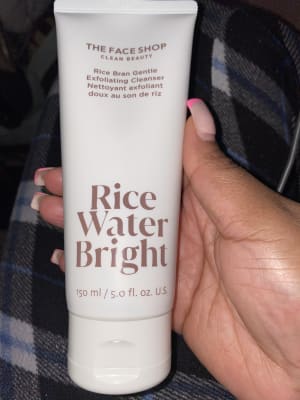 THE FACE SHOP
CLEAN BEAUTY
Rice Bran Gentle
Exfoliating Cleanser
Nettoyant exfoliant
doux au son de riz
Rice
Water
Bright
150 ml / 5.0 fl. oz. U.S.